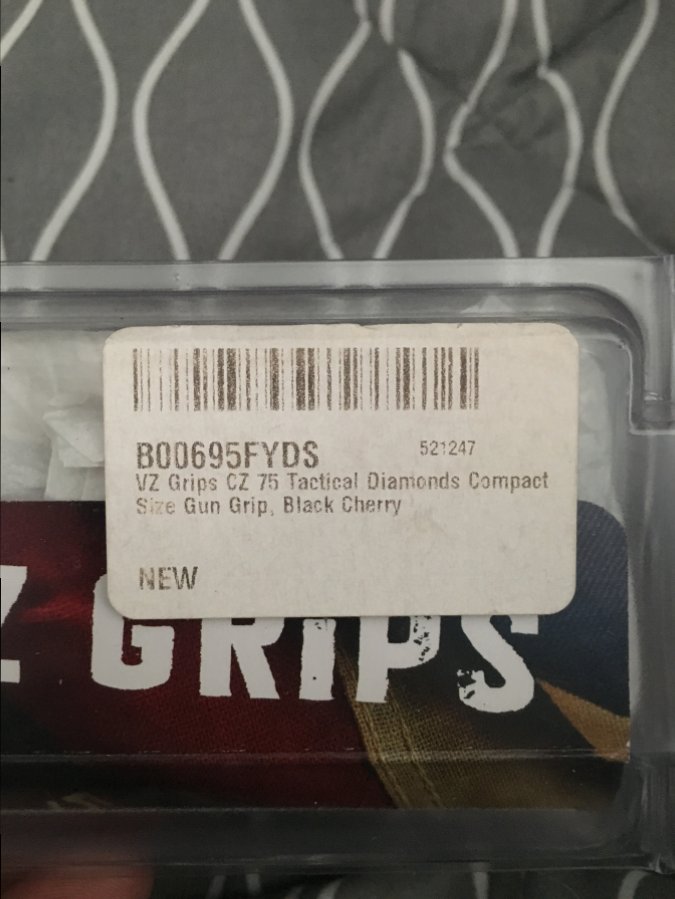 B00695FYDS 521247
VZ Grips CZ 75 Tactical Diamonds Compact
Size Gun Grip, Black Cherry
NEW
Z GRIPS